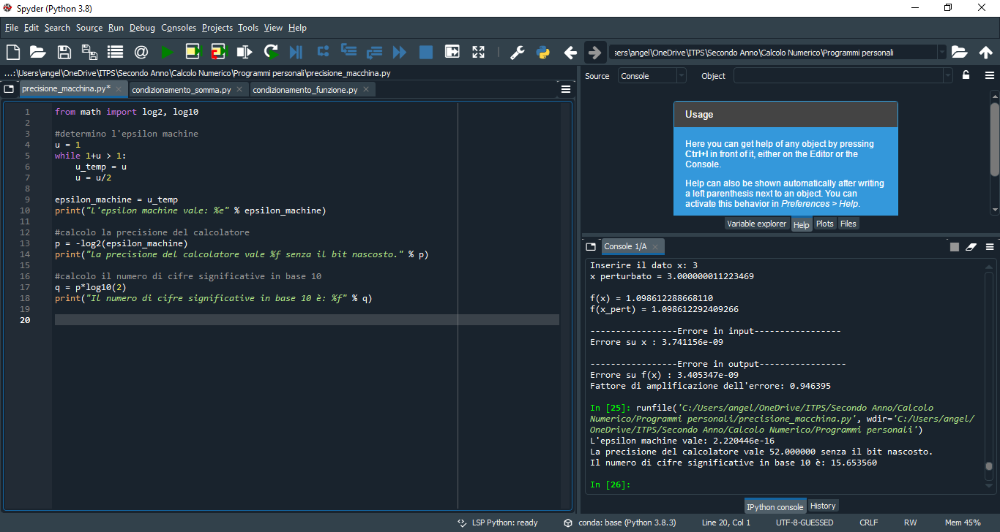 Spyder (Python 3.8)
File Edit Search Source Run Debug Consoles Projects Tools View Help
sers\angel\OneDrive\ITPS\Secondo Anno\Calcolo Numerico\Programmi personali
...:\Users\angel\OneDrive\ITPS\Secondo Anno\Calcolo Numerico\Programmi personali\precisione_macchina.py
precisione_macchina.py*
condizionamento_somma.py
condizionamento_funzione.py
1 from math import log2, log10
2
3 #determino l'epsilon machine
4 u = 1
5 while 1+u > 1:
6     u_temp = u
7     u = u/2
8
9 epsilon_machine = u_temp
10 print("L'epsilon machine vale: %e" % epsilon_machine)
11
12 #calcolo la precisione del calcolatore
13 p = -log2(epsilon_machine)
14 print("La precisione del calcolatore vale %f senza il bit nascosto." % p)
15
16 #calcolo il numero di cifre significative in base 10
17 q = p*log10(2)
18 print("Il numero di cifre significative in base 10 è: %f" % q)
19
20
Source Console Object
Usage
Here you can get help of any object by pressing
Ctrl+I in front of it, either on the Editor or the
Console.
Help can also be shown automatically after writing
a left parenthesis next to an object. You can
activate this behavior in Preferences > Help.
Variable explorer Help Plots Files
Console 1/A
Inserire il dato x: 3
x perturbato = 3.000000011223469
f(x) = 1.098612288668110
f(x_pert) = 1.098612292409266
-----------------Errore in input-----------------
Errore su x : 3.741156e-09
-----------------Errore in output-----------------
Errore su f(x) : 3.405347e-09
Fattore di amplificazione dell'errore: 0.946395
In [25]: runfile('C:/Users/angel/OneDrive/ITPS/Secondo Anno/Calcolo
Numerico/Programmi personali/precisione_macchina.py', wdir='C:/Users/angel/
OneDrive/ITPS/Secondo Anno/Calcolo Numerico/Programmi personali')
L'epsilon machine vale: 2.220446e-16
La precisione del calcolatore vale 52.000000 senza il bit nascosto.
Il numero di cifre significative in base 10 è: 15.653560
In [26]:
IPython console History
LSP Python: ready conda: base (Python 3.8.3) Line 20, Col 1 UTF-8-GUESSED CRLF RW Mem 45%